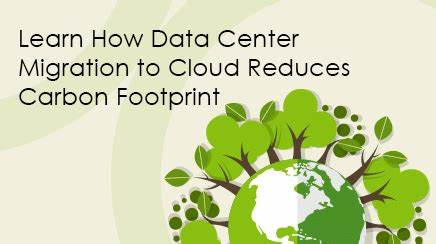 Learn How Data Center
Migration to Cloud Reduces
Carbon Footprint